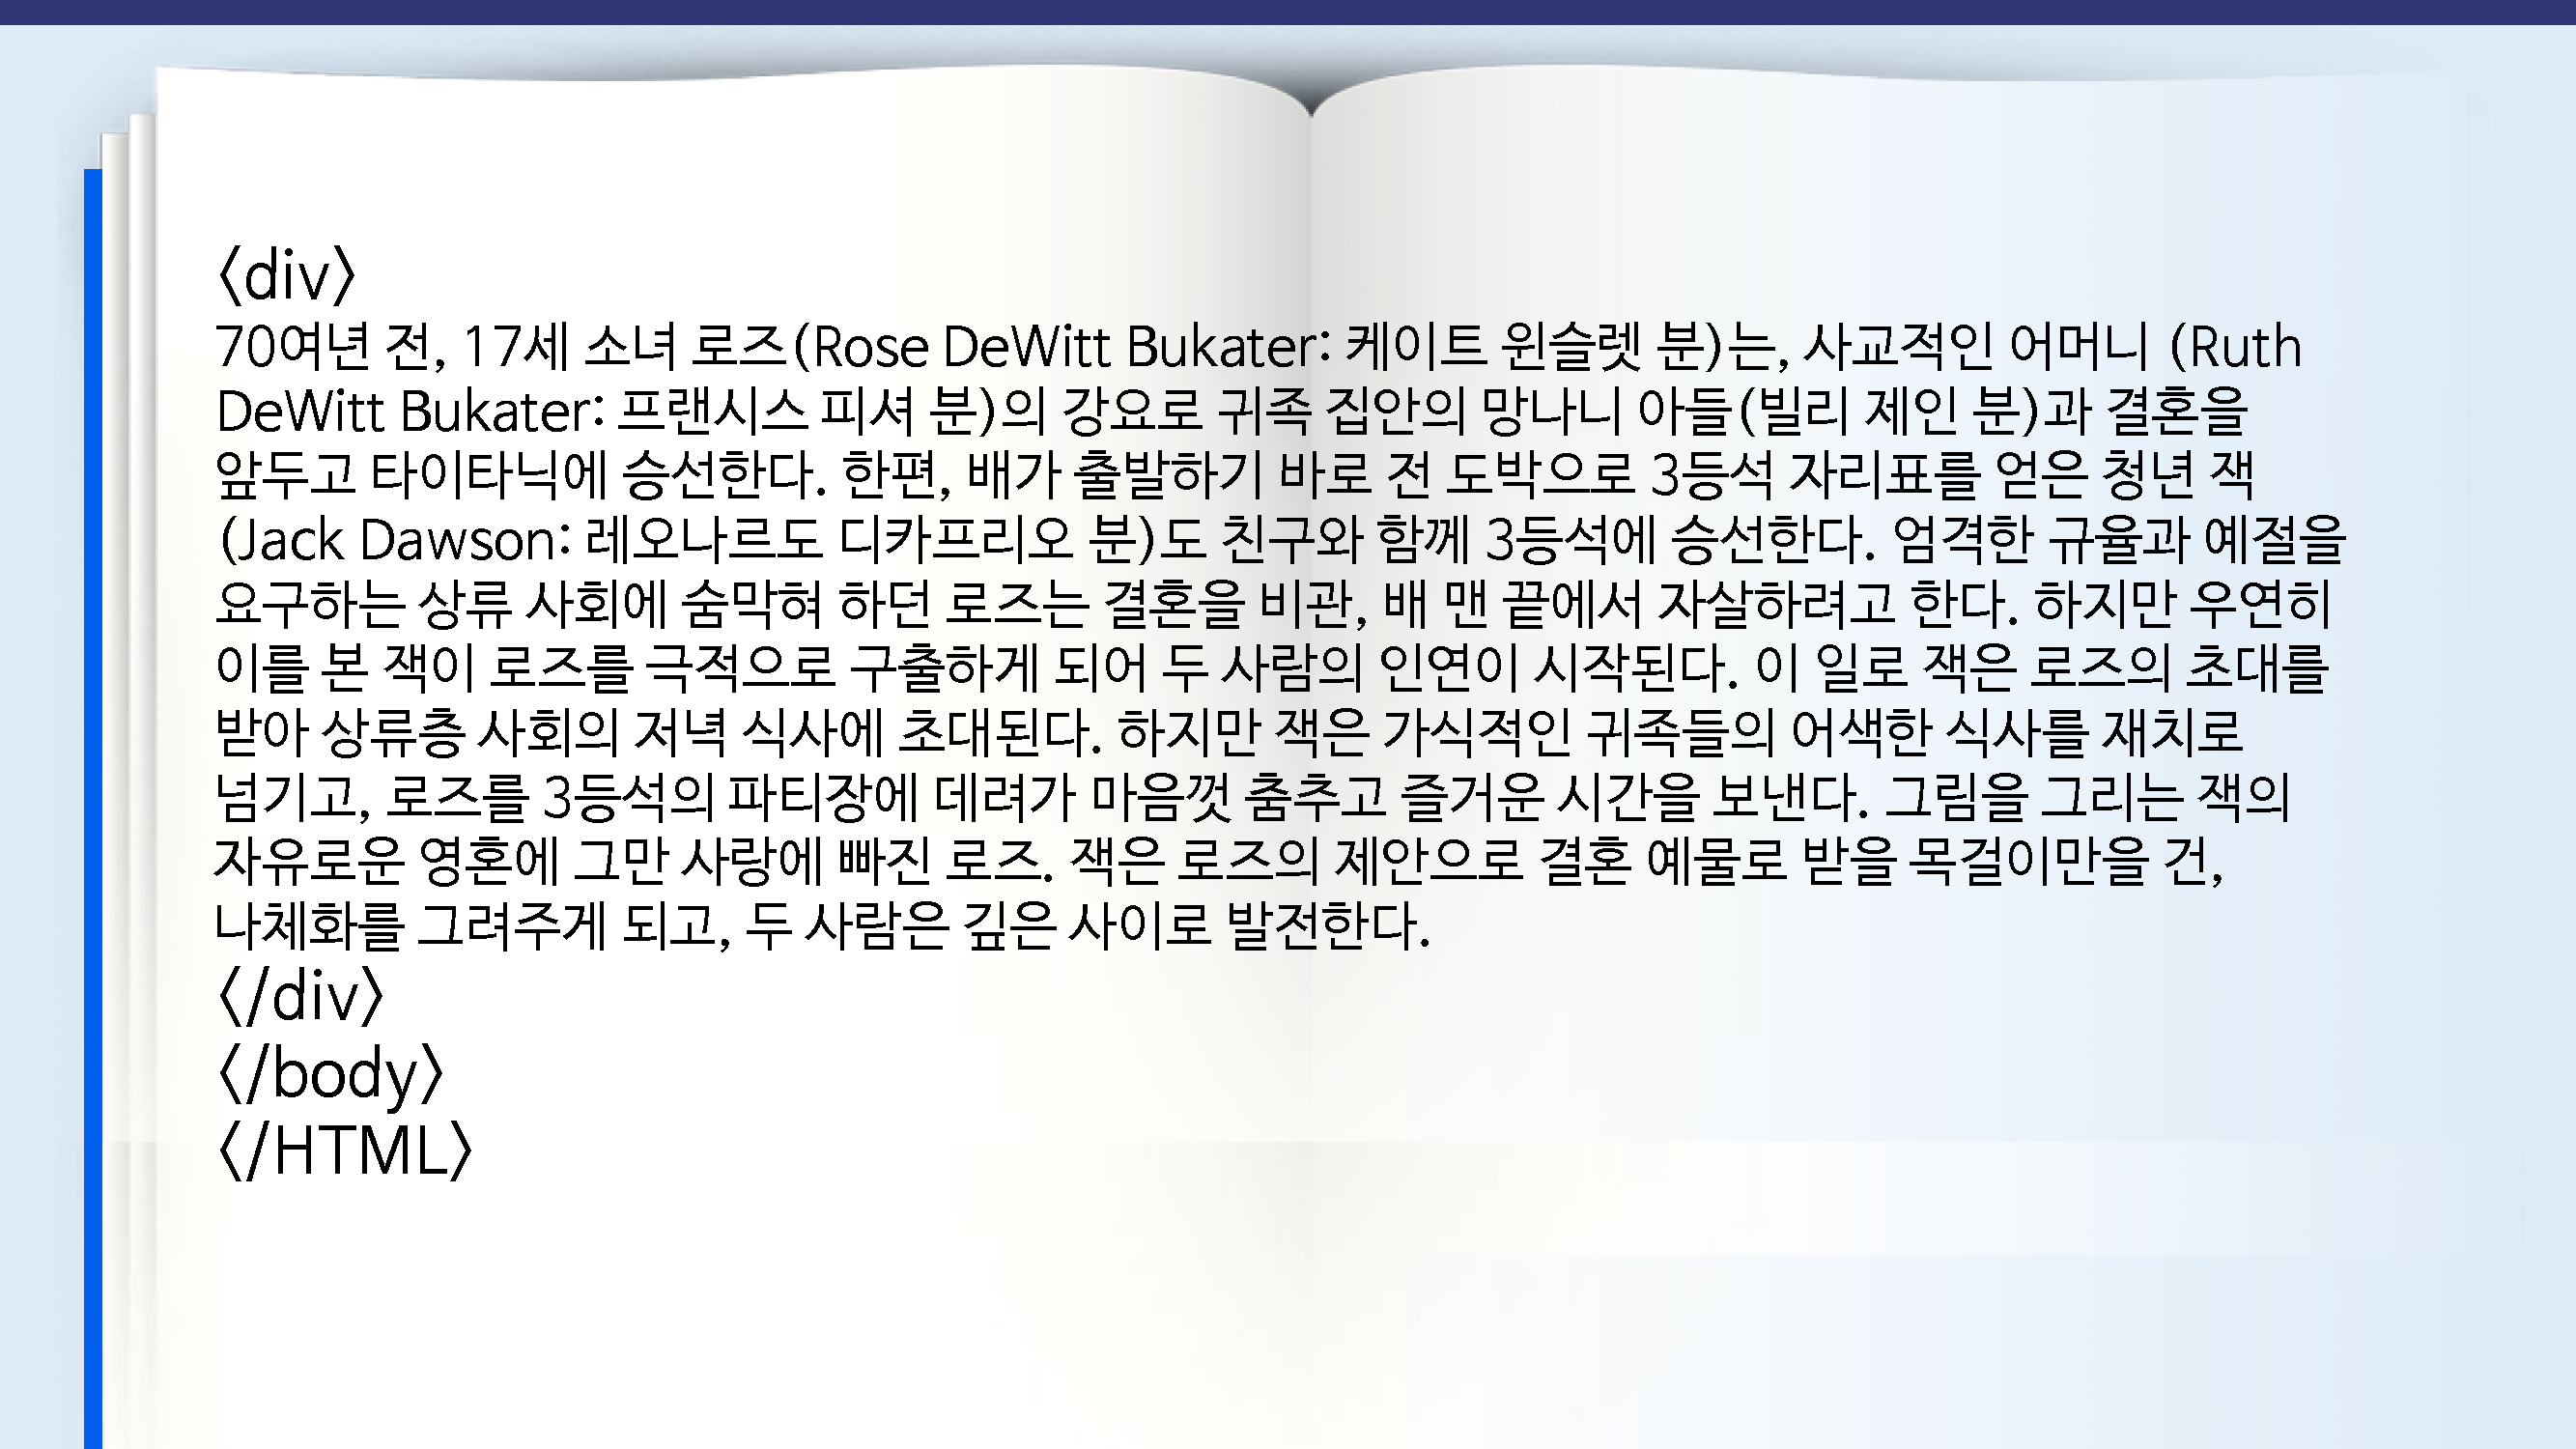 <div>
70여년 전, 17세 소녀 로즈(Rose DeWitt Bukater: 케이트 윈슬렛 분)는, 사교적인 어머니 (Ruth
DeWitt Bukater: 프랜시스 피셔 분)의 강요로 귀족 집안의 망나니 아들(빌리 제인 분)과 결혼을
앞두고 타이타닉에 승선한다. 한편, 배가 출발하기 바로 전 도박으로 3등석 자리표를 얻은 청년 잭
(Jack Dawson: 레오나르도 디카프리오 분)도 친구와 함께 3등석에 승선한다. 엄격한 규율과 예절을
요구하는 상류 사회에 숨막혀 하던 로즈는 결혼을 비관, 배 맨 끝에서 자살하려고 한다. 하지만 우연히
이를 본 잭이 로즈를 극적으로 구출하게 되어 두 사람의 인연이 시작된다. 이 일로 잭은 로즈의 초대를
받아 상류층 사회의 저녁 식사에 초대된다. 하지만 잭은 가식적인 귀족들의 어색한 식사를 재치로
넘기고, 로즈를 3등석의 파티장에 데려가 마음껏 춤추고 즐거운 시간을 보낸다. 그림을 그리는 잭의
자유로운 영혼에 그만 사랑에 빠진 로즈. 잭은 로즈의 제안으로 결혼 예물로 받을 목걸이만을 건,
나체화를 그려주게 되고, 두 사람은 깊은 사이로 발전한다.
</div>
</body>
</HTML>